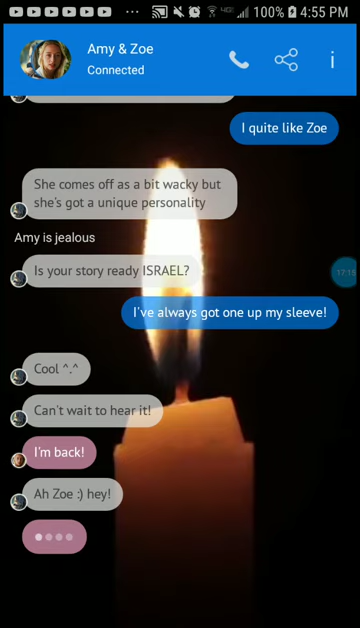 100% 4:55 PM
Amy & Zoe
Connected
I quite like Zoe
She comes off as a bit wacky but
she's got a unique personality
Amy is jealous
Is your story ready ISRAEL?
17:15
I've always got one up my sleeve!
Cool ^.^
Can't wait to hear it!
I'm back!
Ah Zoe :) hey!